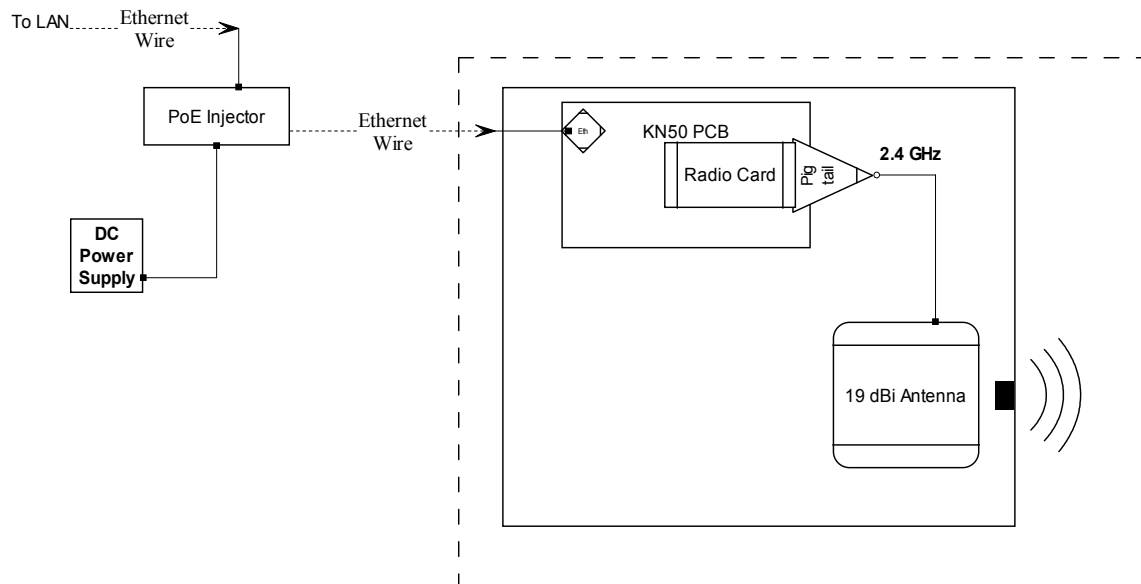 To LAN
Ethernet
Wire
PoE Injector
Ethernet
Wire
DC
Power
Supply
Eth
KN50 PCB
Radio Card
Pig
tail
2.4 GHz
19 dBi Antenna